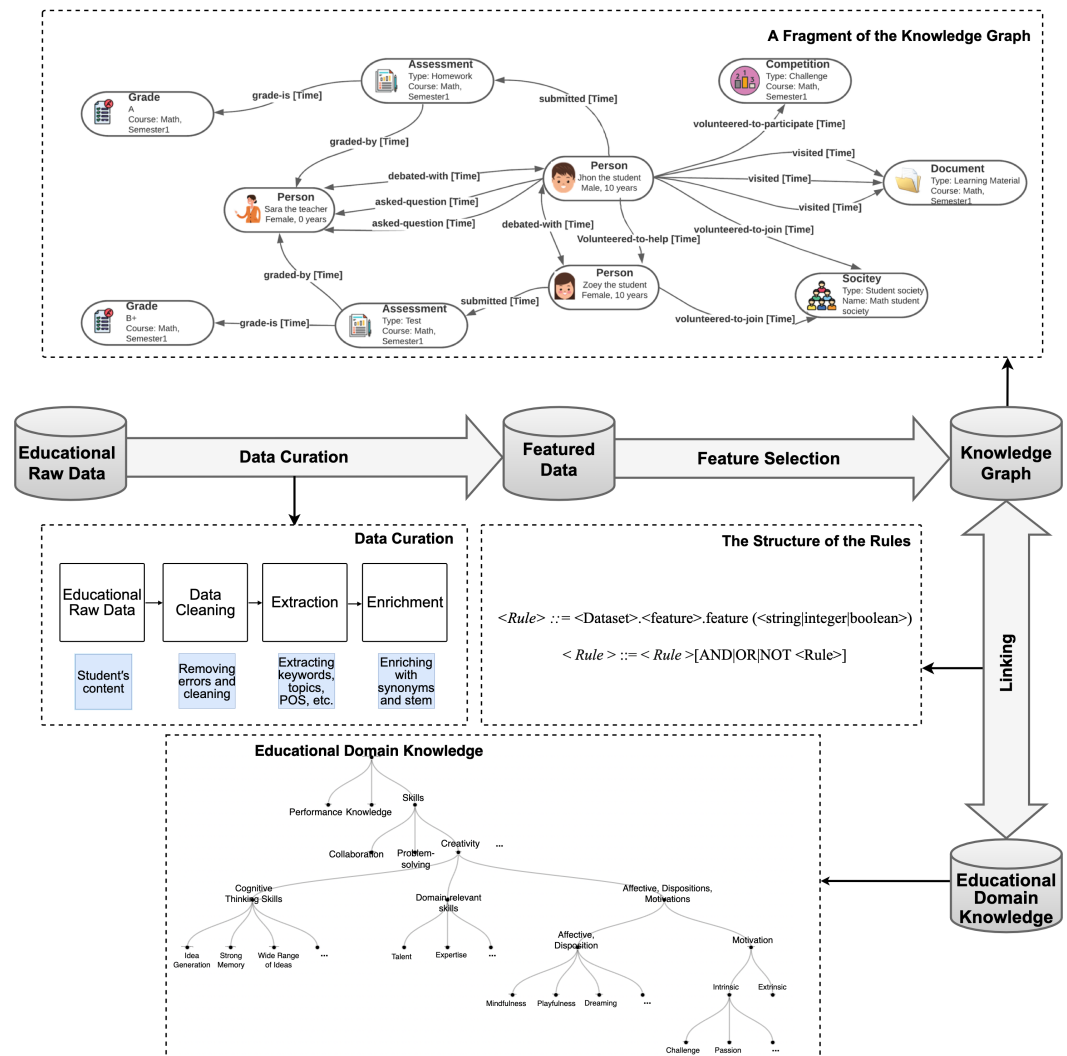 A Fragment of the Knowledge Graph
Assessment
Type: Homework
Course: Math,
Semester1
Competition
Type: Challenge
Course: Math,
Semester1
Grade
A
Course: Math,
Semester1
grade-is [Time]
submitted [Time]
volunteered-to-participate [Time]
graded-by [Time]
visited [Time]
Person
Jhon the student
Male, 10 years
Document
Type: Learning Material
Course: Math,
Semester1
debated-with [Time]
visited [Time]
Person
Sara the teacher
Female, 0 years
asked-question [Time]
visited [Time]
asked-question [Time]
debated-with [Time]
volunteered-to-join [Time]
Volunteered-to-help [Time]
graded-by [Time]
Person
Zoey the student
Female, 10 years
Socitey
Type: Student society
Name: Math student
society
Grade
B+
Course: Math,
Semester1
submitted [Time]
grade-is [Time]
Assessment
Type: Test
Course: Math,
Semester1
volunteered-to-join [Time]
Educational
Raw Data
Data Curation
Featured
Data
Feature Selection
Knowledge
Graph
Data Curation
Educational
Raw Data
Data
Cleaning
Extraction
Enrichment
Student's
content
Removing
errors and
cleaning
Extracting
keywords,
topics,
POS, etc.
Enriching
with
synonyms
and stem
The Structure of the Rules
<Rule> ::= <Dataset>.<feature>.feature (<string|integer|boolean>)
< Rule > ::= < Rule >[AND|OR|NOT <Rule>]
Linking
Educational Domain Knowledge
Performance
Knowledge
Skills
Collaboration
Problem-
solving
Creativity
...
Cognitive
Thinking Skills
Domain-relevant
skills
Affective, Dispositions,
Motivations
Idea
Generation
Strong
Memory
Wide Range
of Ideas
...
Talent
Expertise
...
Affective,
Disposition
Motivation
Mindfulness
Playfulness
Dreaming
...
Intrinsic
Extrinsic
Challenge
Passion
...
Educational
Domain
Knowledge